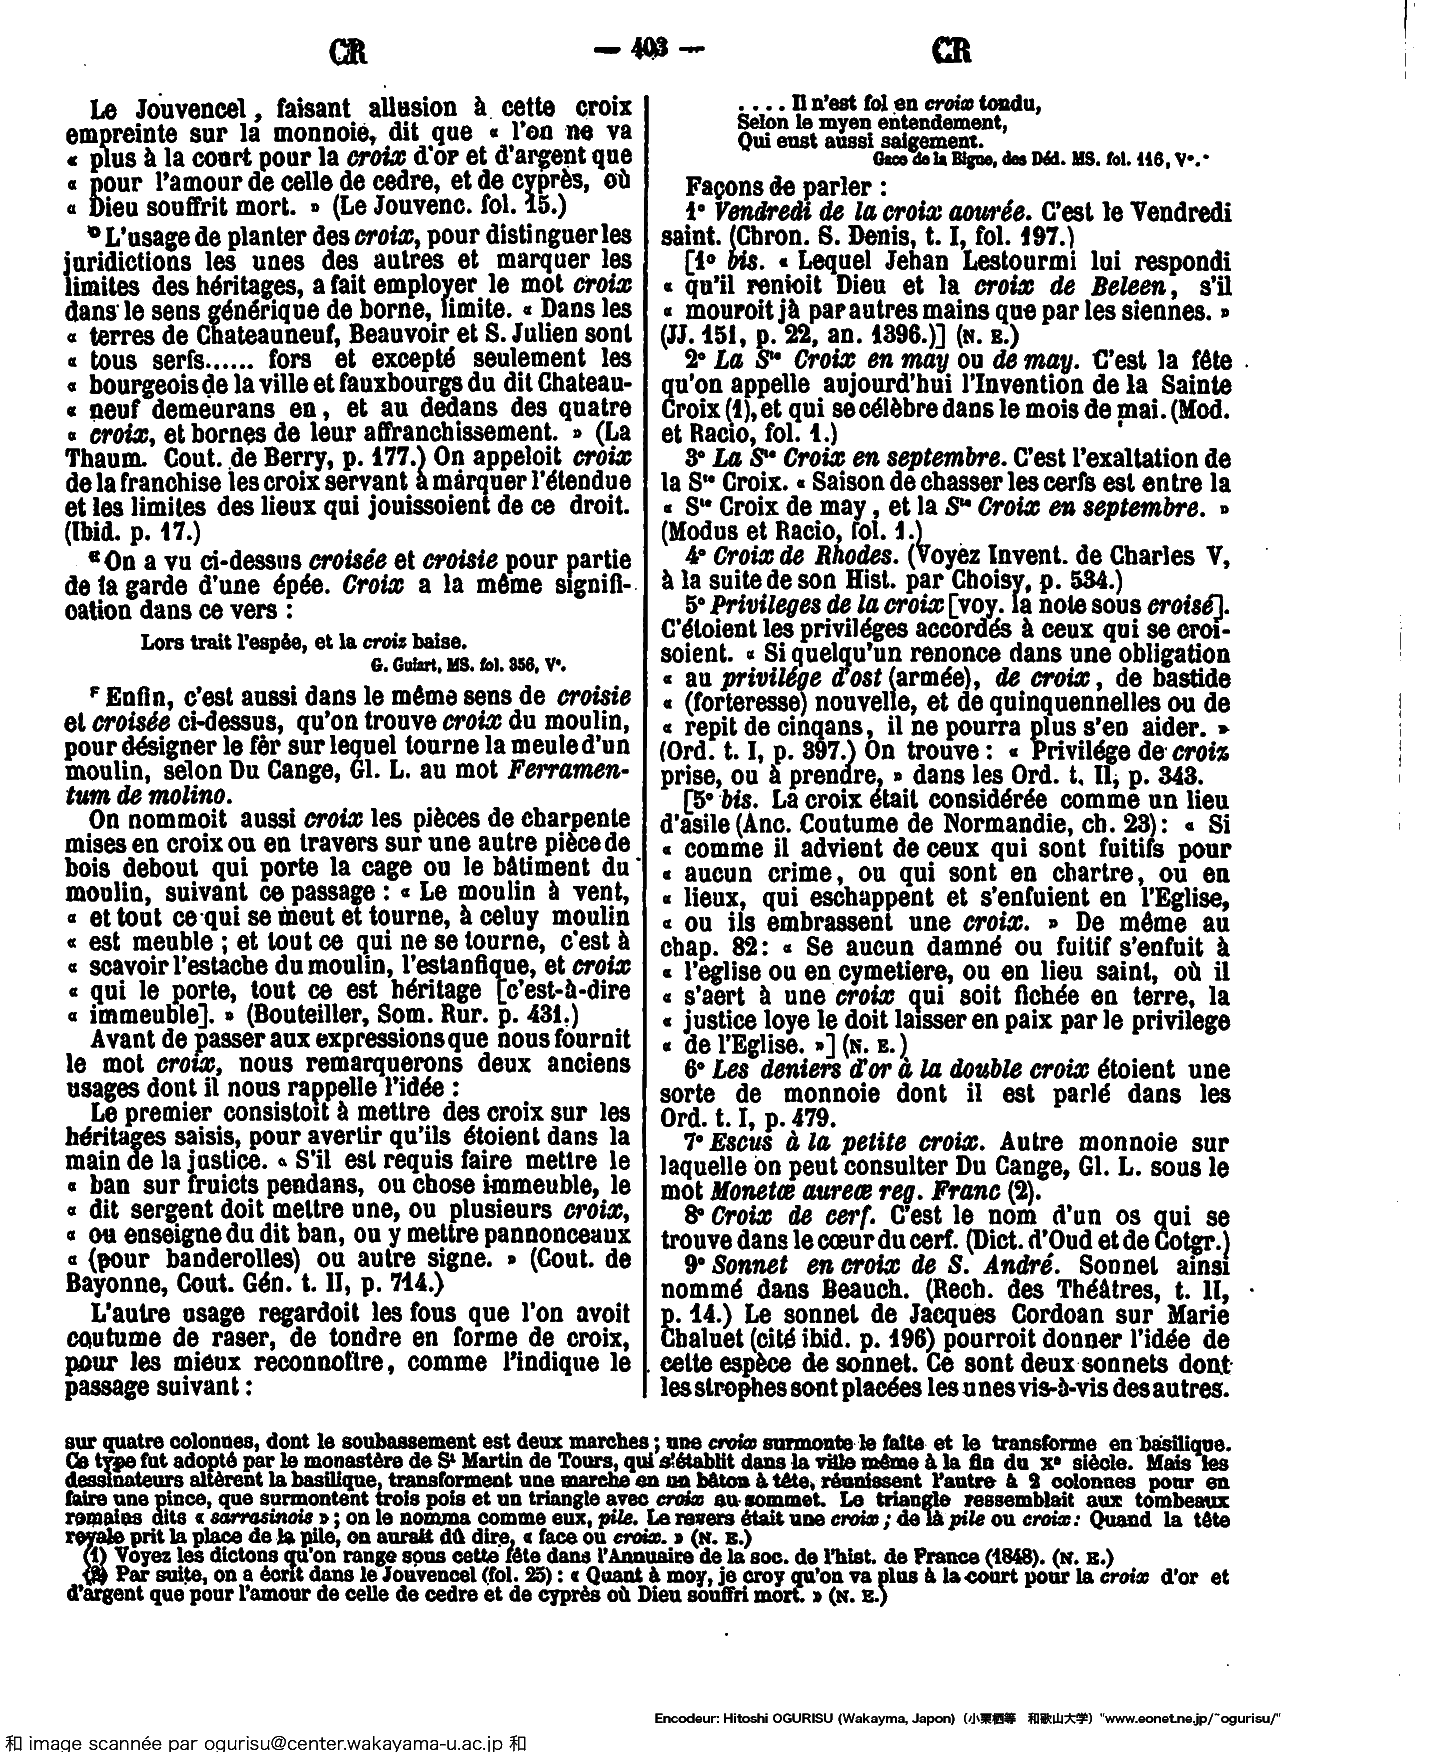 CR — 403 — CR
Le Jouvencel, faisant allusion à cette croix
empreinte sur la monnoie, dit que « l'on ne va
« plus à la court pour la croix d'or et d'argent que
« pour l'amour de celle de cedre, et de cyprès, où
« Dieu souffrit mort. » (Le Jouvenc. fol. 15.)
D L'usage de planter des croix, pour distinguer les
juridictions les unes des autres et marquer les
limites des héritages, a fait employer le mot croix
dans le sens générique de borne, limite. « Dans les
« terres de Chateauneuf, Beauvoir et S. Julien sont
« tous serfs...... fors et excepté seulement les
« bourgeois de la ville et fauxbourgs du dit Chateau-
« neuf demeurans en, et au dedans des quatre
« croix, et bornes de leur affranchissement. » (La
Thaum. Cout. de Berry, p. 177.) On appeloit croix
de la franchise les croix servant à marquer l'étendue
et les limites des lieux qui jouissoient de ce droit.
(Ibid. p. 17.)
E On a vu ci-dessus croisée et croisie pour partie
de la garde d'une épée. Croix a la même signifi-
cation dans ce vers :
Lors trait l'espée, et la croix baise.
G. Guiart, MS. fol. 356, V°.
F Enfin, c'est aussi dans le même sens de croisie
et croisée ci-dessus, qu'on trouve croix du moulin,
pour désigner le fer sur lequel tourne la meule d'un
moulin, selon Du Cange, Gl. L. au mot Ferramen-
tum de molino.
On nommoit aussi croix les pièces de charpente
mises en croix ou en travers sur une autre pièce de
bois debout qui porte la cage ou le bâtiment du
moulin, suivant ce passage : « Le moulin à vent,
« et tout ce qui se meut et tourne, à celuy moulin
« est meuble ; et tout ce qui ne se tourne, c'est à
« scavoir l'estache du moulin, l'estanfique, et croix
« qui le porte, tout ce est héritage [c'est-à-dire
« immeuble]. » (Bouteiller, Som. Rur. p. 431.)
Avant de passer aux expressions que nous fournit
le mot croix, nous remarquerons deux anciens
usages dont il nous rappelle l'idée :
Le premier consistoit à mettre des croix sur les
héritages saisis, pour avertir qu'ils étoient dans la
main de la justice. « S'il est requis faire mettre le
« ban sur fruicts pendans, ou chose immeuble, le
« dit sergent doit mettre une, ou plusieurs croix,
« ou enseigne du dit ban, ou y mettre pannonceaux
« (pour banderolles) ou autre signe. » (Cout. de
Bayonne, Cout. Gén. t. II, p. 714.)
L'autre usage regardoit les fous que l'on avoit
coutume de raser, de tondre en forme de croix,
pour les mieux reconnoître, comme l'indique le
passage suivant :
.... Il n'est fol en croix tondu,
Selon le myen entendement,
Qui eust aussi saigement.
Gace de la Bigne, des Déd. MS. fol. 116, V°.
Façons de parler :
1° Vendredi de la croix aourée. C'est le Vendredi
saint. (Chron. S. Denis, t. I, fol. 197.)
[1° bis. « Lequel Jehan Lestourmi lui respondi
« qu'il renioit Dieu et la croix de Beleen, s'il
« mouroit jà par autres mains que par les siennes. »
(JJ. 151, p. 22, an. 1396.)] (N. E.)
2° La Ste Croix en may ou de may. C'est la fête
qu'on appelle aujourd'hui l'Invention de la Sainte
Croix (1), et qui se célèbre dans le mois de mai. (Mod.
et Racio, fol. 1.)
3° La Ste Croix en septembre. C'est l'exaltation de
la Ste Croix. « Saison de chasser les cerfs est entre la
« Ste Croix de may, et la Ste Croix en septembre. »
(Modus et Racio, fol. 1.)
4° Croix de Rhodes. (Voyez Invent. de Charles V,
à la suite de son Hist. par Choisy, p. 534.)
5° Privileges de la croix [voy. la note sous croisé].
C'étoient les priviléges accordés à ceux qui se croi-
soient. « Si quelqu'un renonce dans une obligation
« au privilége d'ost (armée), de croix, de bastide
« (forteresse) nouvelle, et de quinquennelles ou de
« repit de cinqans, il ne pourra plus s'en aider. »
(Ord. t. I, p. 397.) On trouve : « Privilége de croix
prise, ou à prendre, » dans les Ord. t. II, p. 343.
[5° bis. La croix était considérée comme un lieu
d'asile (Anc. Coutume de Normandie, ch. 23) : « Si
« comme il advient de ceux qui sont fuitifs pour
« aucun crime, ou qui sont en chartre, ou en
« lieux, qui eschappent et s'enfuient en l'Eglise,
« ou ils embrassent une croix. » De même au
chap. 82 : « Se aucun damné ou fuitif s'enfuit à
« l'eglise ou en cymetiere, ou en lieu saint, où il
« s'aert à une croix qui soit fichée en terre, la
« justice loye le doit laisser en paix par le privilege
« de l'Eglise. »] (N. E.)
6° Les deniers d'or à la double croix étoient une
sorte de monnoie dont il est parlé dans les
Ord. t. I, p. 479.
7° Escus à la petite croix. Autre monnoie sur
laquelle on peut consulter Du Cange, Gl. L. sous le
mot Monetæ aureæ reg. Franc (2).
8° Croix de cerf. C'est le nom d'un os qui se
trouve dans le cœur du cerf. (Dict. d'Oud et de Cotgr.)
9° Sonnet en croix de S. André. Sonnet ainsi
nommé dans Beauch. (Rech. des Théâtres, t. II,
p. 14.) Le sonnet de Jacques Cordoan sur Marie
Chaluet (cité ibid. p. 196) pourroit donner l'idée de
cette espèce de sonnet. Ce sont deux sonnets dont
les strophes sont placées les unes vis-à-vis des autres.
sur quatre colonnes, dont le soubassement est deux marches ; une croix surmonte le faîte et le transforme en basilique.
Ce type fut adopté par le monastère de St Martin de Tours, qui s'établit dans la ville même à la fin du Xe siècle. Mais les
dessinateurs altèrent la basilique, transforment une marche en un bâton à tête, réunissent l'autre à 2 colonnes pour en
faire une pince, que surmontent trois pois et un triangle avec croix au sommet. Le triangle ressemblait aux tombeaux
romains dits « sarrasinois » ; on le nomma comme eux, pile. Le revers était une croix ; de là pile ou croix : Quand la tête
royale prit la place de la pile, on aurait dû dire, « face ou croix. » (N. E.)
(1) Voyez les dictons qu'on range sous cette fête dans l'Annuaire de la soc. de l'hist. de France (1848). (N. E.)
(2) Par suite, on a écrit dans le Jouvencel (fol. 25) : « Quant à moy, je croy qu'on va plus à la court pour la croix d'or et
d'argent que pour l'amour de celle de cedre et de cyprès où Dieu souffri mort. » (N. E.)
Encodeur: Hitoshi OGURISU (Wakayma, Japon) (小栗栖等 和歌山大学) "www.eonet.ne.jp/~ogurisu/"
和 image scannée par ogurisu@center.wakayama-u.ac.jp 和